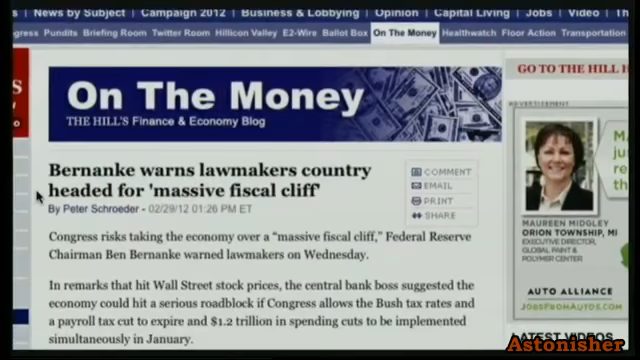 News by Subject | Campaign 2012 | Business & Lobbying | Opinion | Capital Living | Jobs | Video | Th
gress Pundits Briefing Room Twitter Room Hillicon Valley E2-Wire Ballot Box On The Money Healthwatch Floor Action Transportation
GO TO THE HILL H
On The Money
THE HILL'S Finance & Economy Blog
ADVERTISEMENT
Bernanke warns lawmakers country
headed for 'massive fiscal cliff'
By Peter Schroeder - 02/29/12 01:26 PM ET
COMMENT
EMAIL
PRINT
SHARE
Congress risks taking the economy over a “massive fiscal cliff,” Federal Reserve
Chairman Ben Bernanke warned lawmakers on Wednesday.
In remarks that hit Wall Street stock prices, the central bank boss suggested the
economy could hit a serious roadblock if Congress allows the Bush tax rates and
a payroll tax cut to expire and $1.2 trillion in spending cuts to be implemented
simultaneously in January.
MAUREEN MIDGLEY
ORION TOWNSHIP, MI
EXECUTIVE DIRECTOR,
GLOBAL PAINT &
POLYMER CENTER
AUTO ALLIANCE
JOBSFROMAUTOS.COM
LATEST VIDEOS
Astonisher